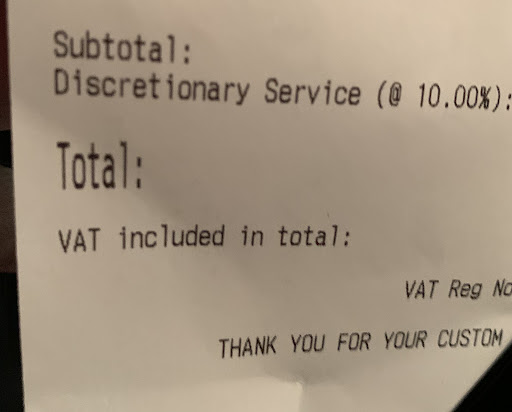 Subtotal:
Discretionary Service (@ 10.00%):
Total:
VAT included in total:
VAT Reg No
THANK YOU FOR YOUR CUSTOM